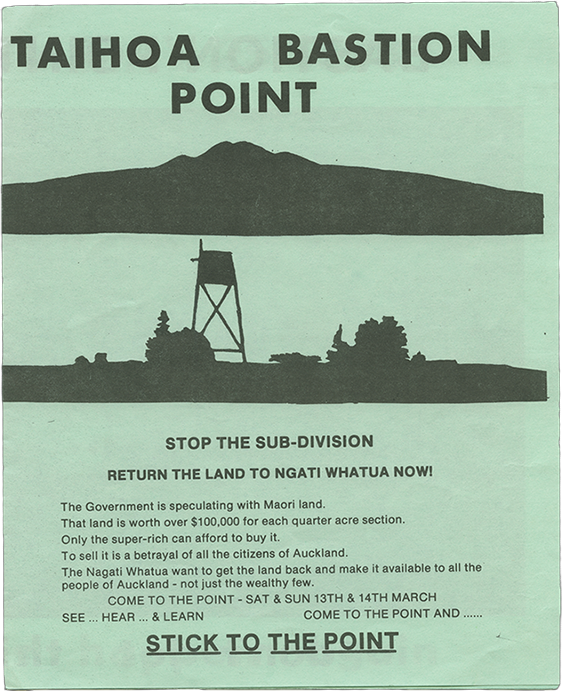 TAIHOA BASTION
POINT
STOP THE SUB-DIVISION
RETURN THE LAND TO NGATI WHATUA NOW!
The Government is speculating with Maori land.
That land is worth over $100,000 for each quarter acre section.
Only the super-rich can afford to buy it.
To sell it is a betrayal of all the citizens of Auckland.
The Nagati Whatua want to get the land back and make it available to all the
people of Auckland - not just the wealthy few.
COME TO THE POINT - SAT & SUN 13TH & 14TH MARCH
SEE ... HEAR ... & LEARN COME TO THE POINT AND ......
STICK TO THE POINT